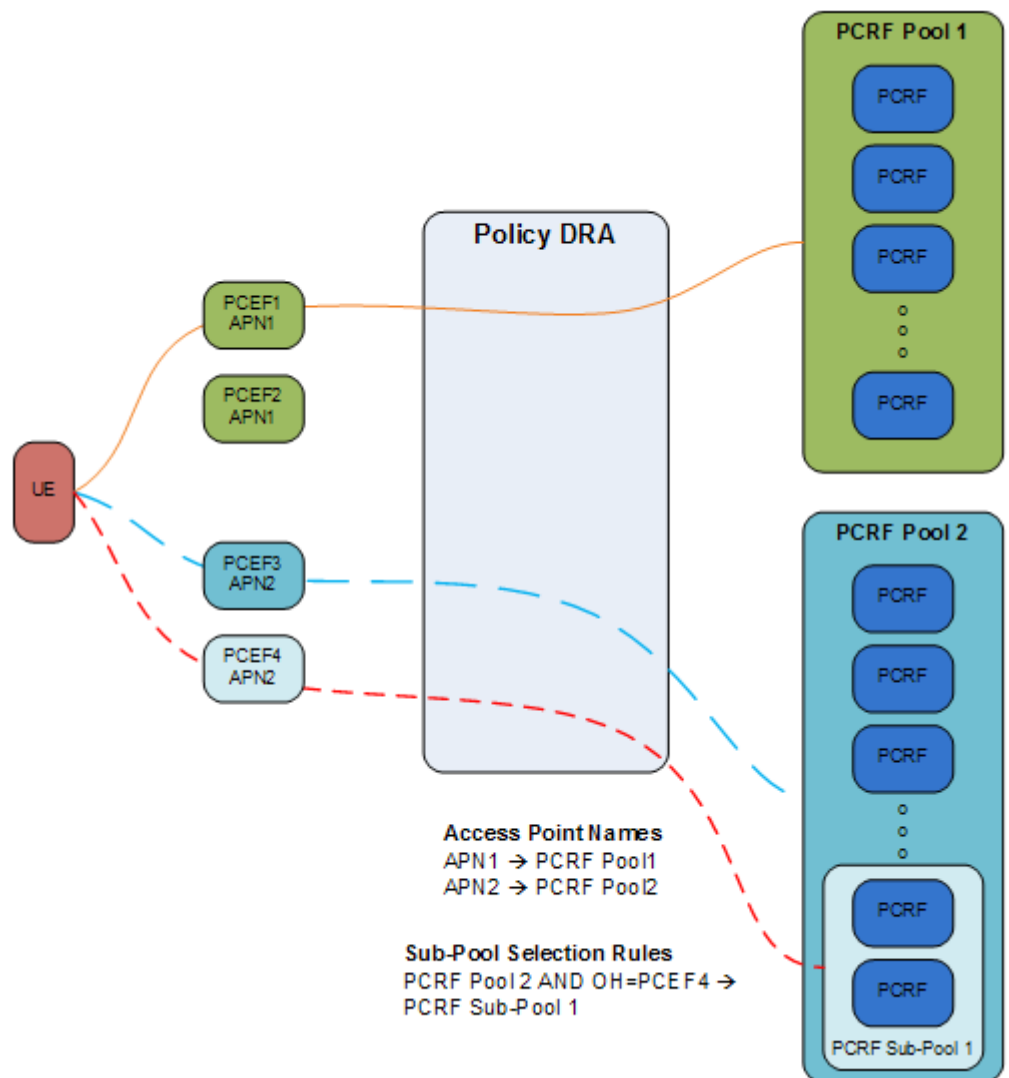 PCRF Pool 1
PCRF
PCRF
PCRF
o
o
o
PCRF
Policy DRA
PCEF1
APN1
PCEF2
APN1
UE
PCEF3
APN2
PCEF4
APN2
PCRF Pool 2
PCRF
PCRF
PCRF
o
o
o
PCRF
PCRF
PCRF Sub-Pool 1
Access Point Names
APN1 → PCRF Pool1
APN2 → PCRF Pool2
Sub-Pool Selection Rules
PCRF Pool 2 AND OH=PCEF4 →
PCRF Sub-Pool 1